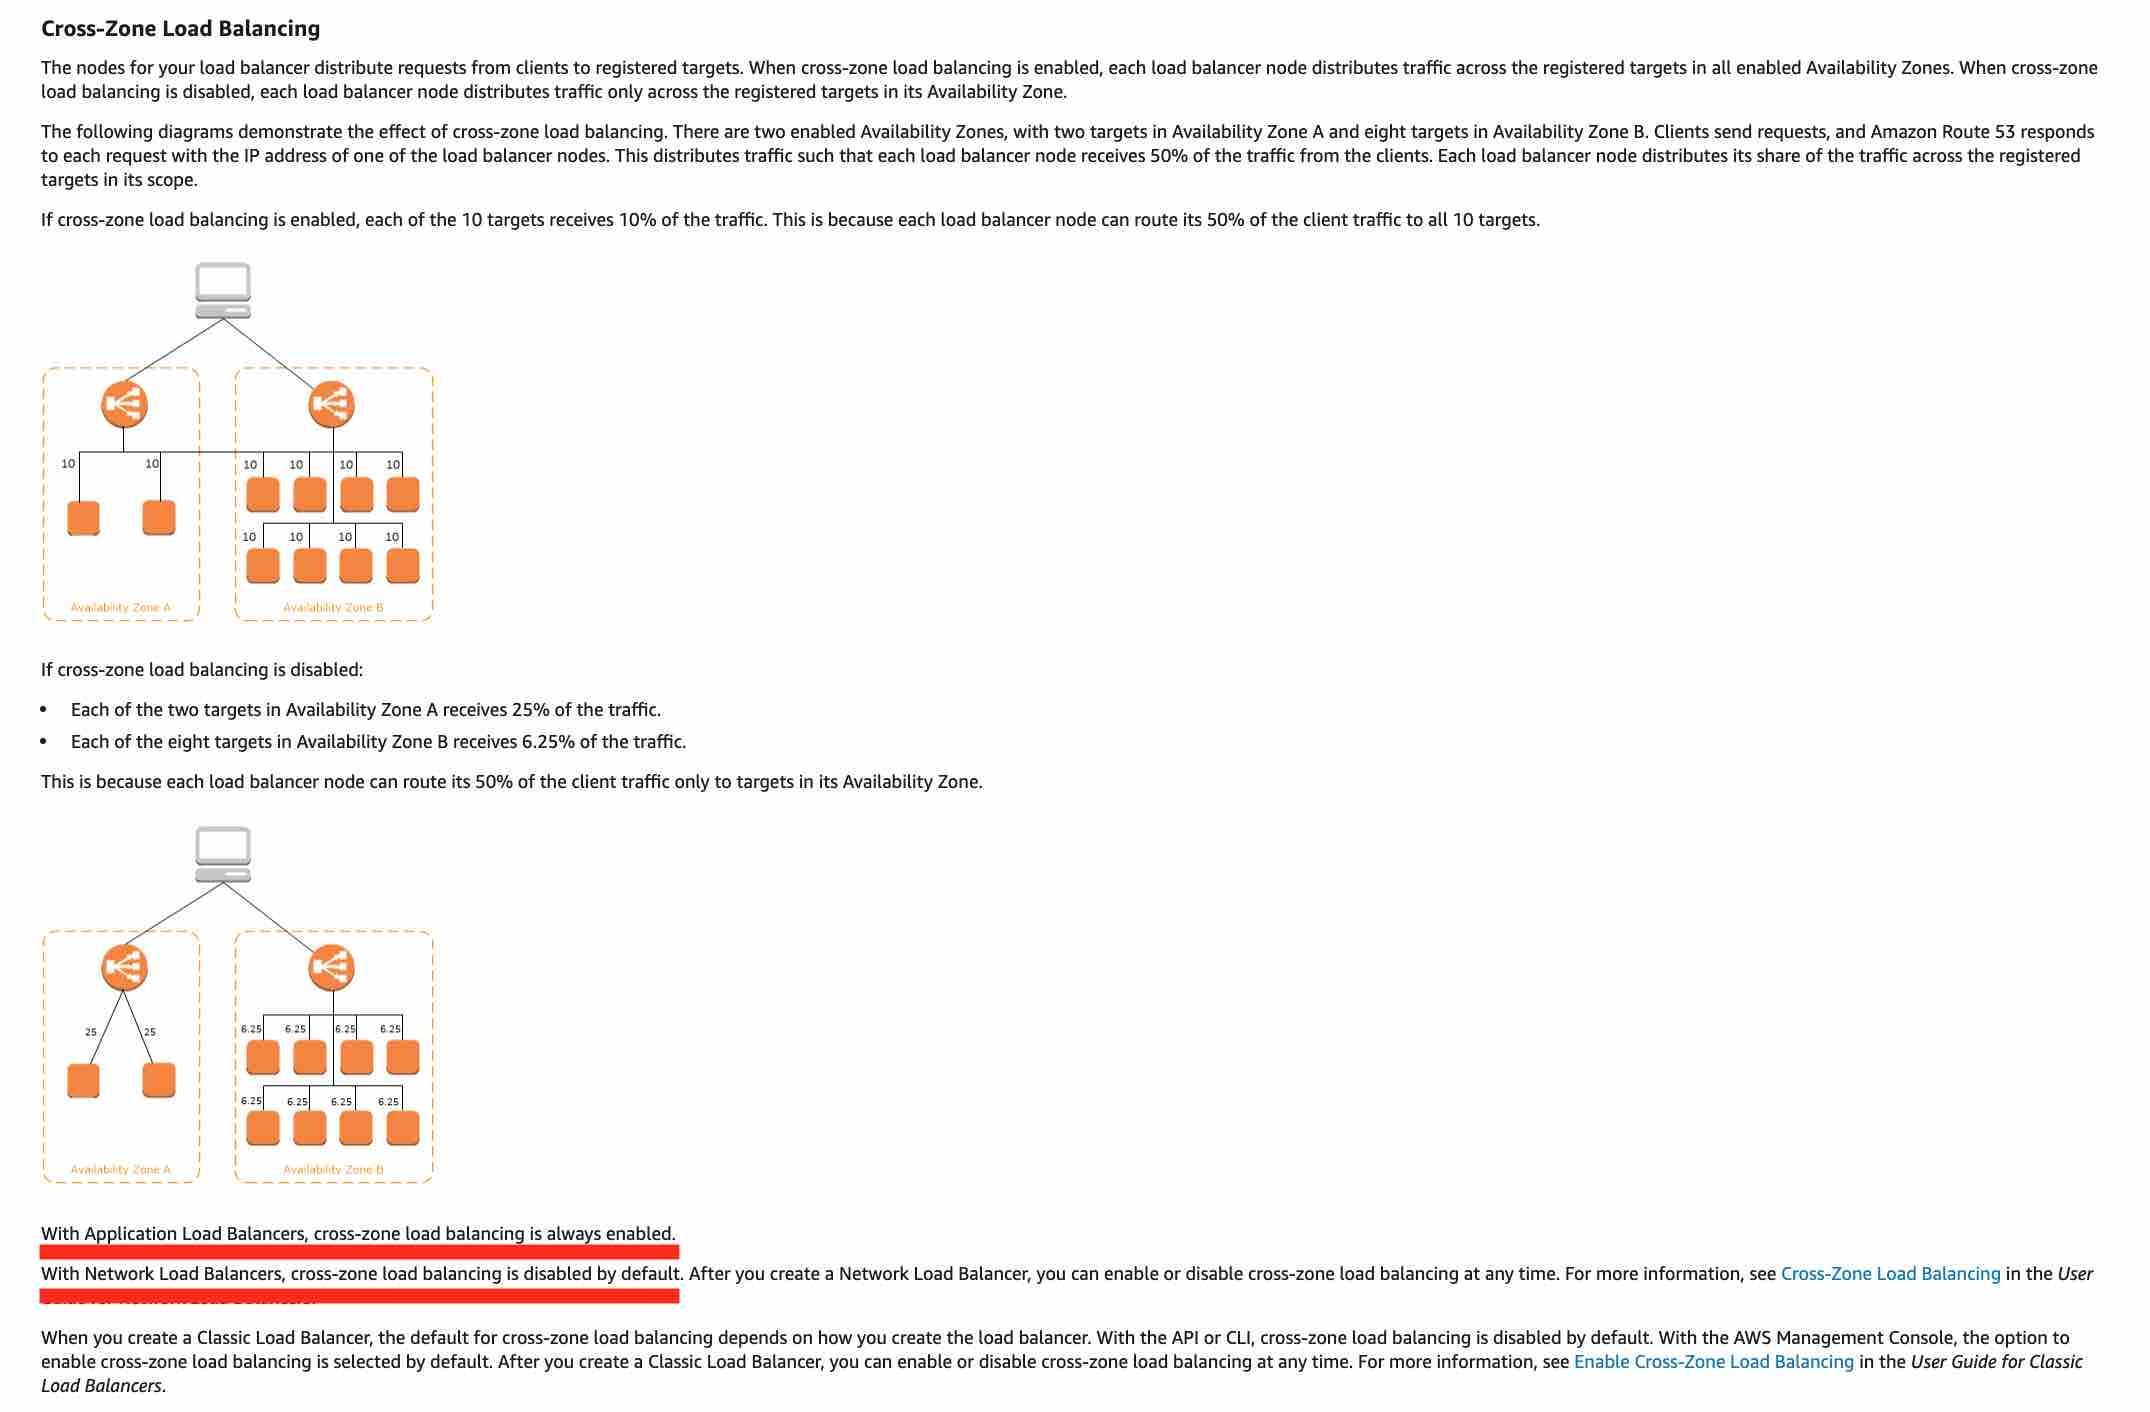 Cross-Zone Load Balancing
The nodes for your load balancer distribute requests from clients to registered targets. When cross-zone load balancing is enabled, each load balancer node distributes traffic across the registered targets in all enabled Availability Zones. When cross-zone
load balancing is disabled, each load balancer node distributes traffic only across the registered targets in its Availability Zone.
The following diagrams demonstrate the effect of cross-zone load balancing. There are two enabled Availability Zones, with two targets in Availability Zone A and eight targets in Availability Zone B. Clients send requests, and Amazon Route 53 responds
to each request with the IP address of one of the load balancer nodes. This distributes traffic such that each load balancer node receives 50% of the traffic from the clients. Each load balancer node distributes its share of the traffic across the registered
targets in its scope.
If cross-zone load balancing is enabled, each of the 10 targets receives 10% of the traffic. This is because each load balancer node can route its 50% of the client traffic to all 10 targets.
10 10 10 10 10 10
10 10 10 10
Availability Zone A Availability Zone B
If cross-zone load balancing is disabled:
• Each of the two targets in Availability Zone A receives 25% of the traffic.
• Each of the eight targets in Availability Zone B receives 6.25% of the traffic.
This is because each load balancer node can route its 50% of the client traffic only to targets in its Availability Zone.
25 25 6.25 6.25 6.25 6.25
6.25 6.25 6.25 6.25
Availability Zone A Availability Zone B
With Application Load Balancers, cross-zone load balancing is always enabled.
With Network Load Balancers, cross-zone load balancing is disabled by default. After you create a Network Load Balancer, you can enable or disable cross-zone load balancing at any time. For more information, see Cross-Zone Load Balancing in the User
When you create a Classic Load Balancer, the default for cross-zone load balancing depends on how you create the load balancer. With the API or CLI, cross-zone load balancing is disabled by default. With the AWS Management Console, the option to
enable cross-zone load balancing is selected by default. After you create a Classic Load Balancer, you can enable or disable cross-zone load balancing at any time. For more information, see Enable Cross-Zone Load Balancing in the User Guide for Classic
Load Balancers.